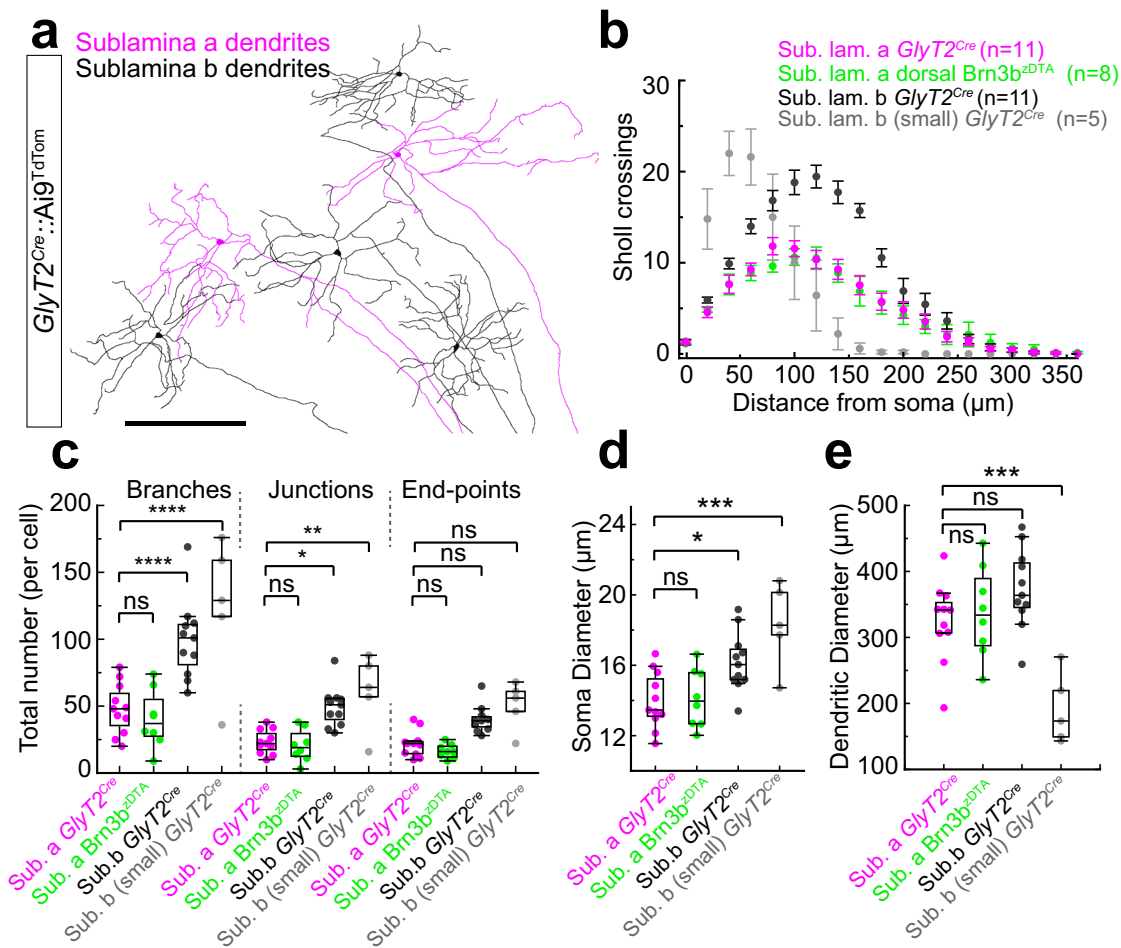 a
Sublamina a dendrites
Sublamina b dendrites
GlyT2Cre::Ai9TdTom
b
Sub. lam. a GlyT2Cre (n=11)
Sub. lam. a dorsal Brn3bzDTA (n=8)
Sub. lam. b GlyT2Cre (n=11)
Sub. lam. b (small) GlyT2Cre (n=5)
Sholl crossings
30
20
10
0
0 50 100 150 200 250 300 350
Distance from soma (µm)
c
Branches Junctions End-points
Total number (per cell)
200
150
100
50
0
****
****
ns
**
*
ns
ns
ns
ns
Sub. a GlyT2Cre
Sub. a Brn3bzDTA
Sub.b GlyT2Cre
Sub. b (small) GlyT2Cre
Sub. a GlyT2Cre
Sub. a Brn3bzDTA
Sub.b GlyT2Cre
Sub. b (small) GlyT2Cre
Sub. a GlyT2Cre
Sub. a Brn3bzDTA
Sub.b GlyT2Cre
Sub. b (small) GlyT2Cre
d
Soma Diameter (µm)
24
20
16
12
***
*
ns
Sub. a GlyT2Cre
Sub. a Brn3bzDTA
Sub.b GlyT2Cre
Sub. b (small) GlyT2Cre
e
Dendritic Diameter (µm)
500
400
300
200
100
***
ns
ns
Sub. a GlyT2Cre
Sub. a Brn3bzDTA
Sub.b GlyT2Cre
Sub. b (small) GlyT2Cre